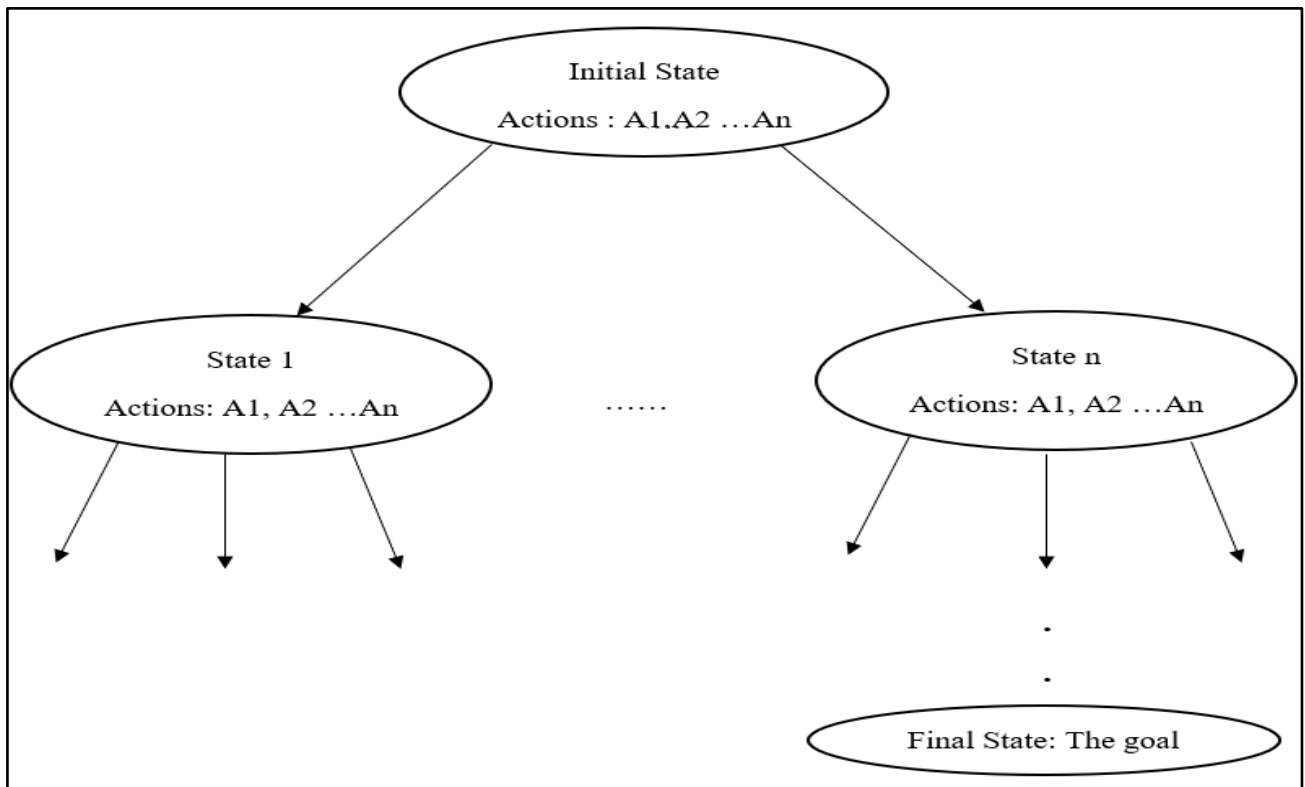 Initial State
Actions : A1,A2 ...An
State 1
Actions: A1, A2 ...An
......
State n
Actions: A1, A2 ...An
.
.
Final State: The goal